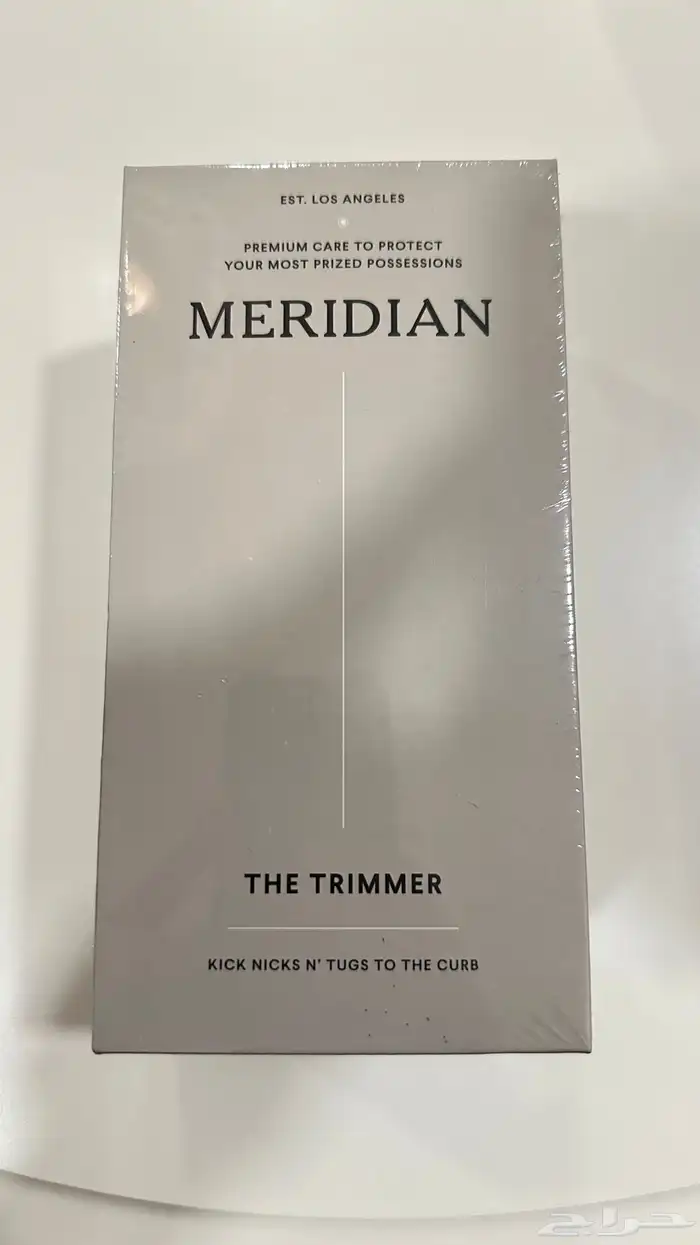 EST. LOS ANGELES
PREMIUM CARE TO PROTECT
YOUR MOST PRIZED POSSESSIONS
MERIDIAN
THE TRIMMER
KICK NICKS N' TUGS TO THE CURB
حراج